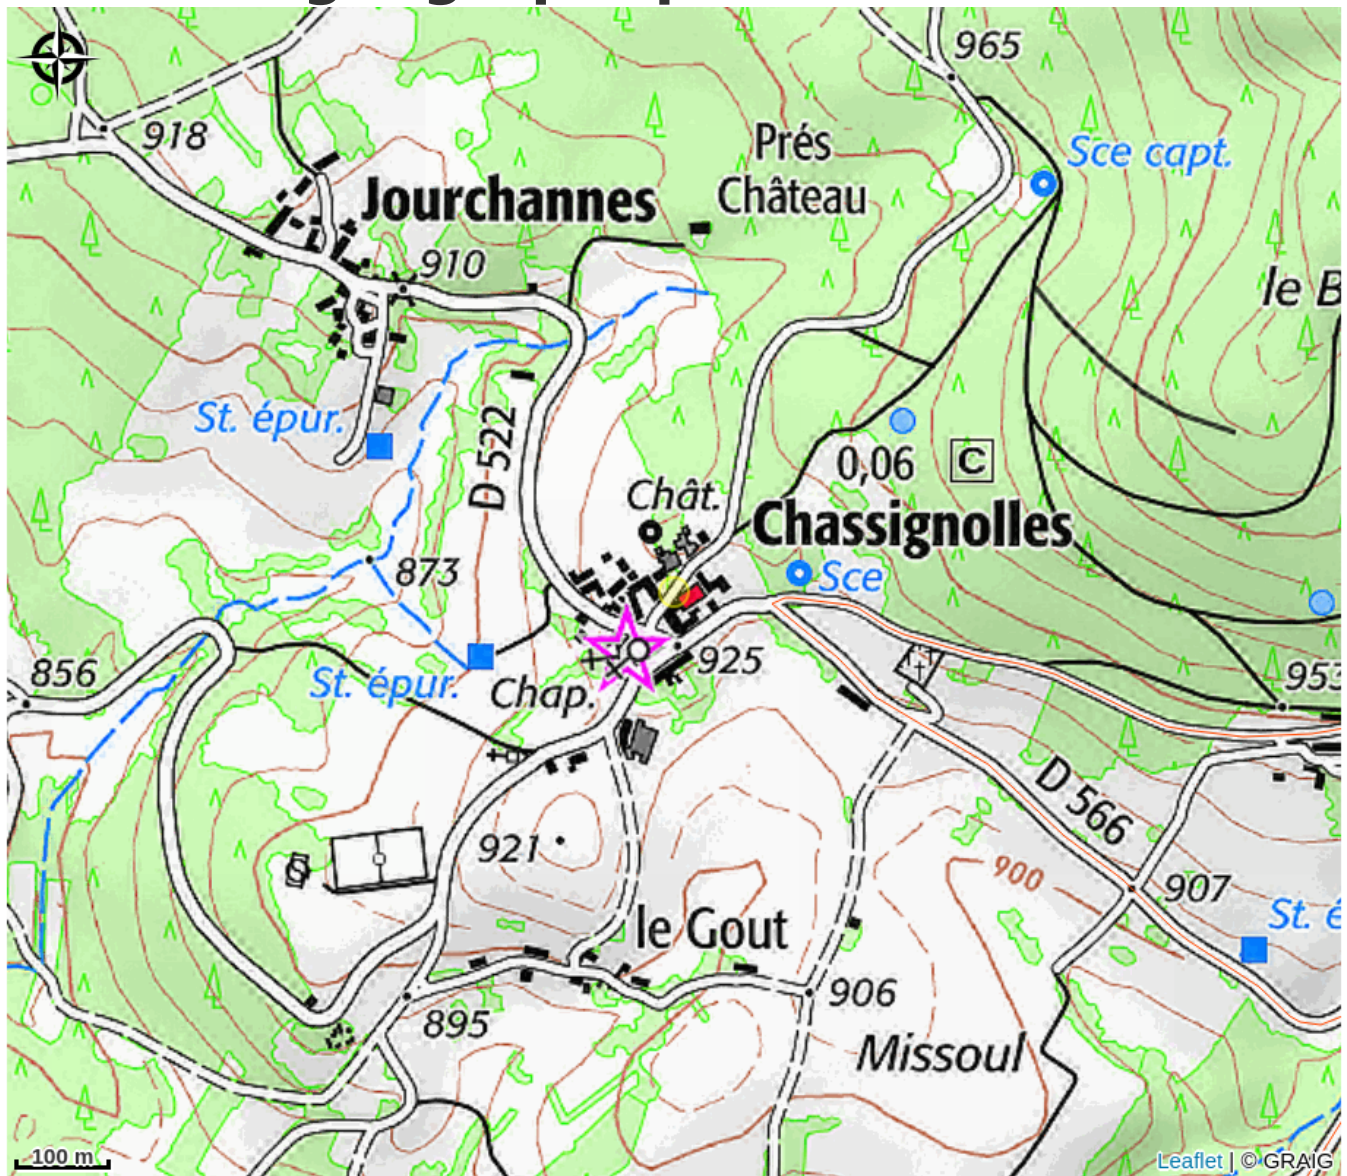 965
918
Prés
Château
Sce capt.
Jourchannes
910
le B
St. épur.
D 522
0,06
C
Chât.
Chassignolles
873
Sce
925
856
St. épur.
Chap.
953
D 566
921
900
907
le Gout
St. é
906
895
Missoul
100 m
Leaflet | © GRAIG